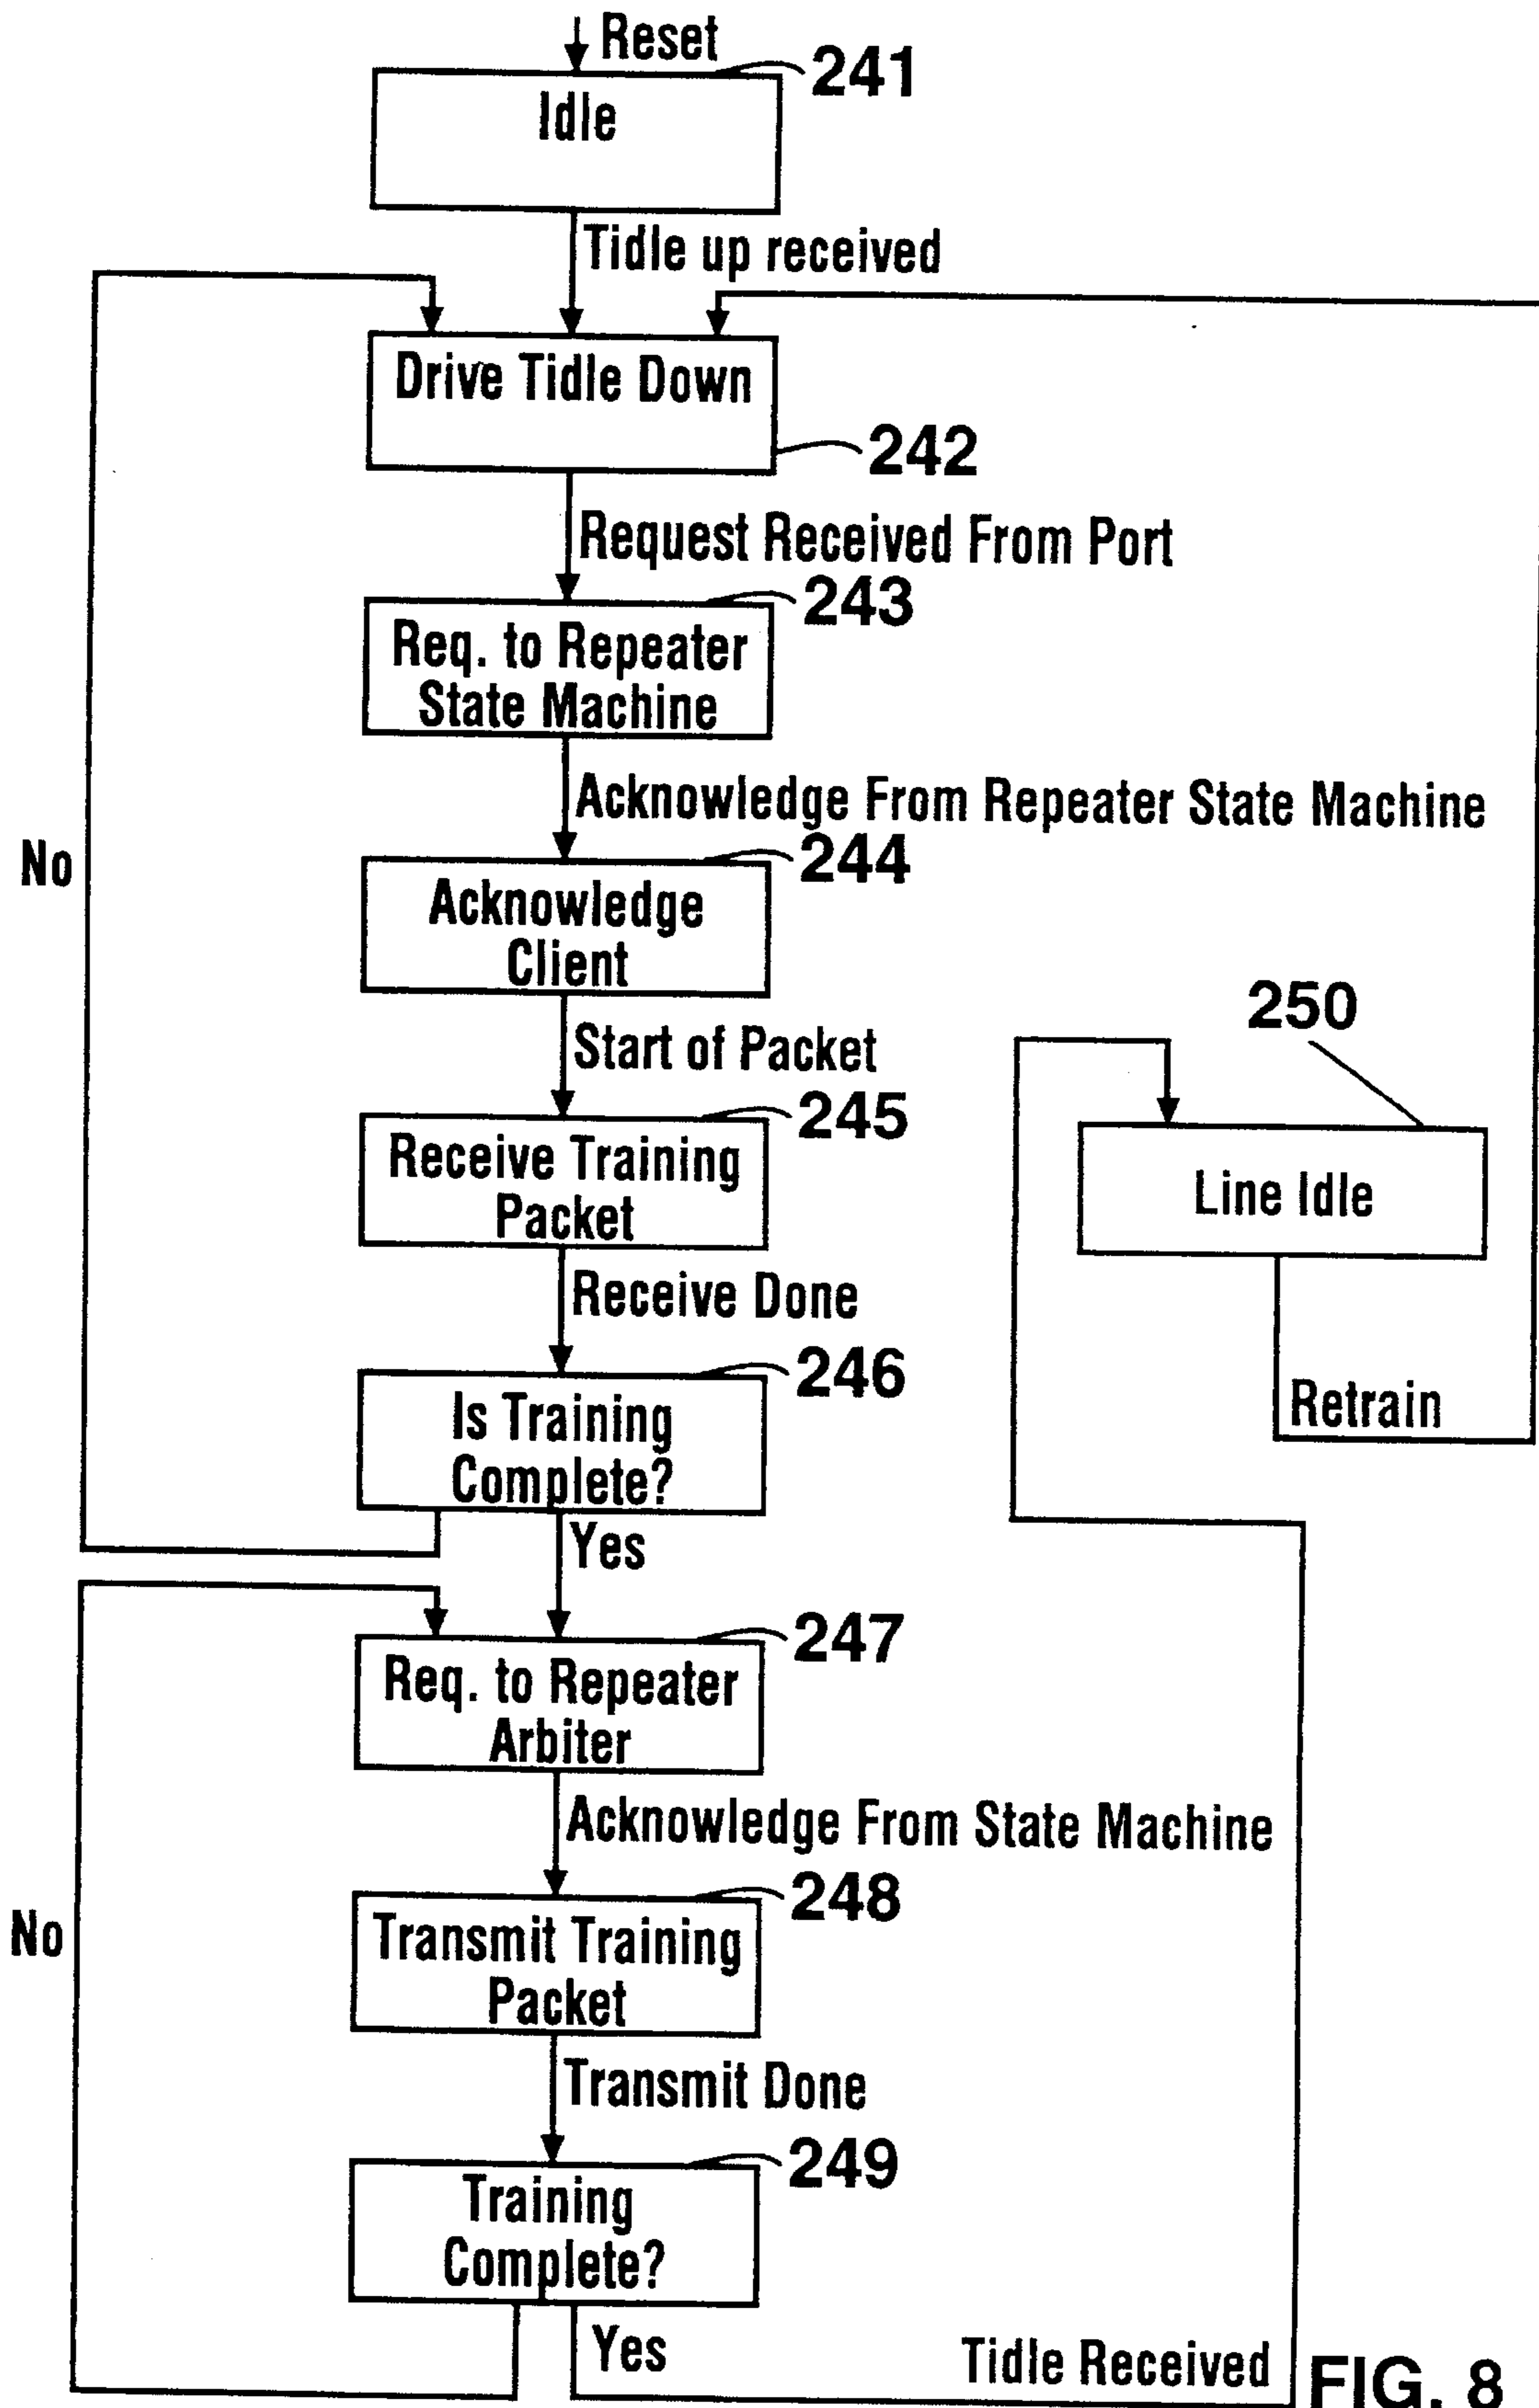 Reset
241
Idle
Tidle up received
Drive Tidle Down
242
Request Received From Port
243
Req. to Repeater
State Machine
Acknowledge From Repeater State Machine
No
244
Acknowledge
Client
250
Start of Packet
245
Receive Training
Packet
Line Idle
Receive Done
246
Is Training
Complete?
Retrain
Yes
247
Req. to Repeater
Arbiter
Acknowledge From State Machine
248
No
Transmit Training
Packet
Transmit Done
249
Training
Complete?
Yes
Tidle Received
FIG. 8